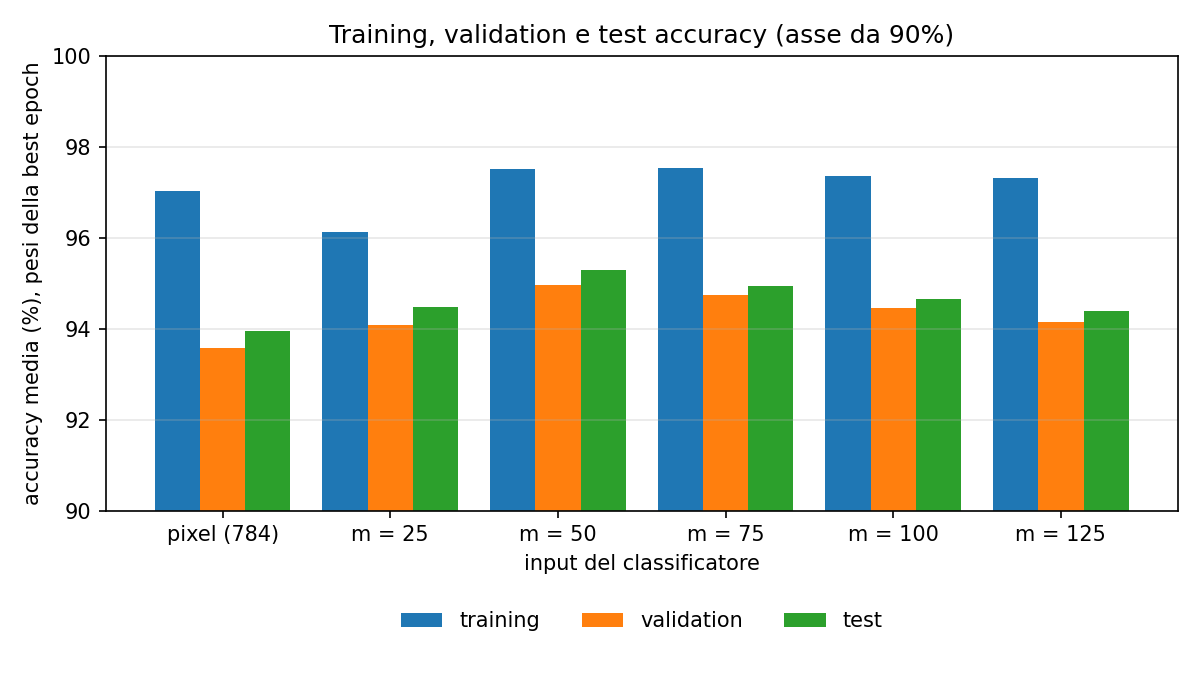 Training, validation e test accuracy (asse da 90%)
accuracy media (%), pesi della best epoch
100
98
96
94
92
90
pixel (784)
m = 25
m = 50
m = 75
m = 100
m = 125
input del classificatore
training
validation
test